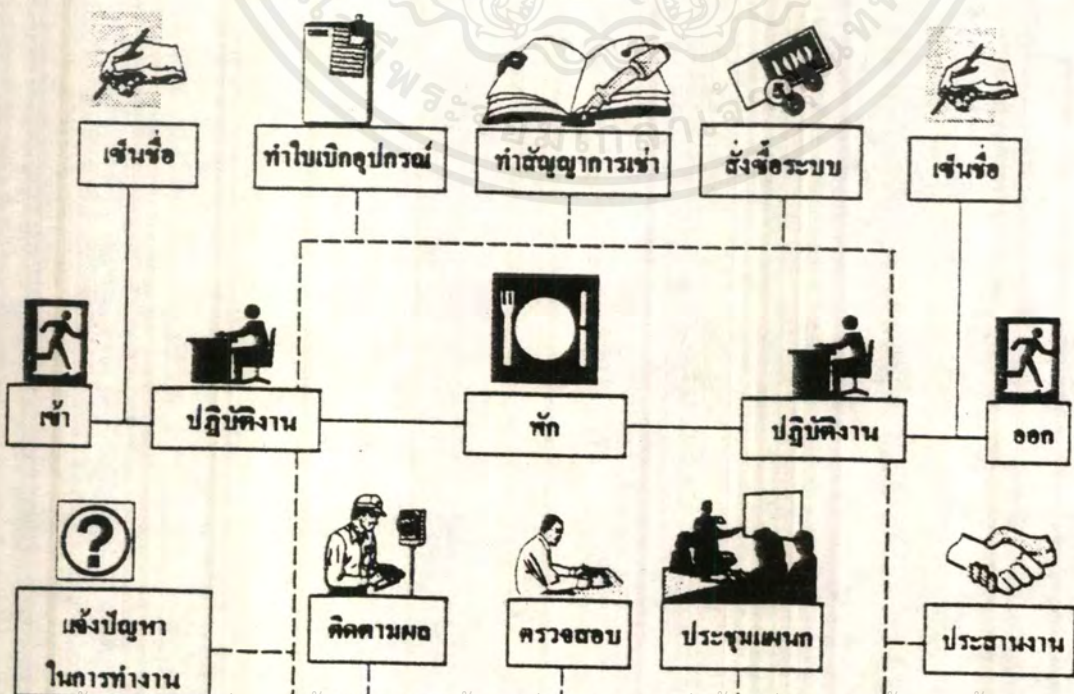 เซ็นชื่อ
ทำใบเบิกอุปกรณ์
ทำสัญญาการเช่า
สั่งซื้อระบบ
เซ็นชื่อ
100
เข้า
ปฏิบัติงาน
พัก
ปฏิบัติงาน
ออก
แจ้งปัญหา
ในการทำงาน
ติดตามผล
ตรวจสอบ
ประชุมแผนก
ประสานงาน